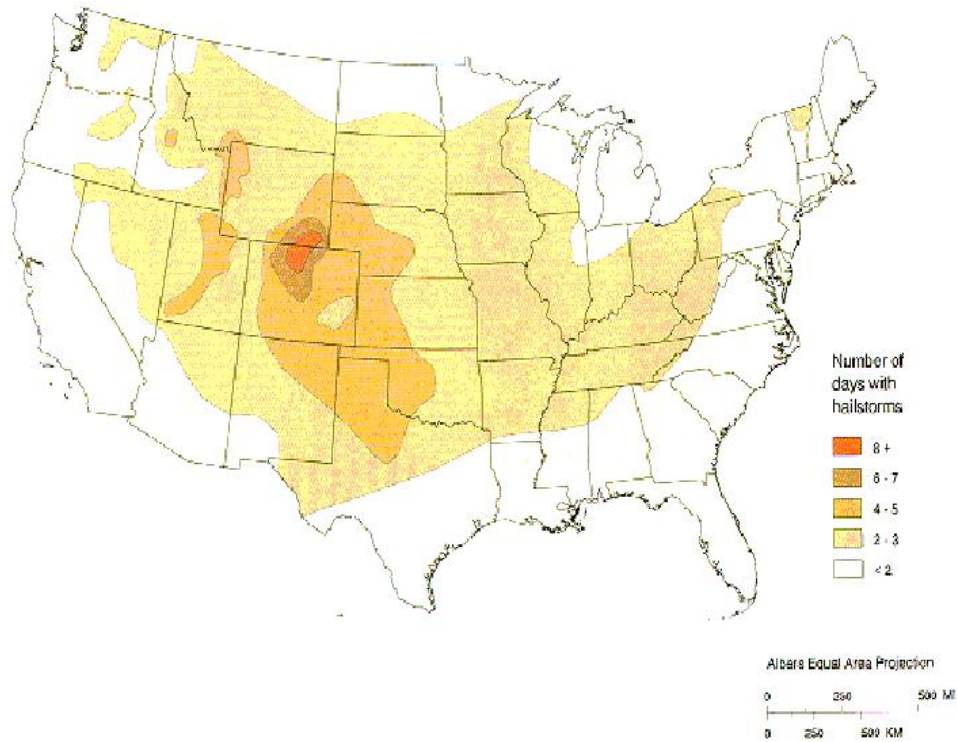 Number of
days with
hailstorms
8 +
6 - 7
4 - 5
2 - 3
< 2
Albers Equal Area Projection
0 250 500 MI
0 250 500 KM